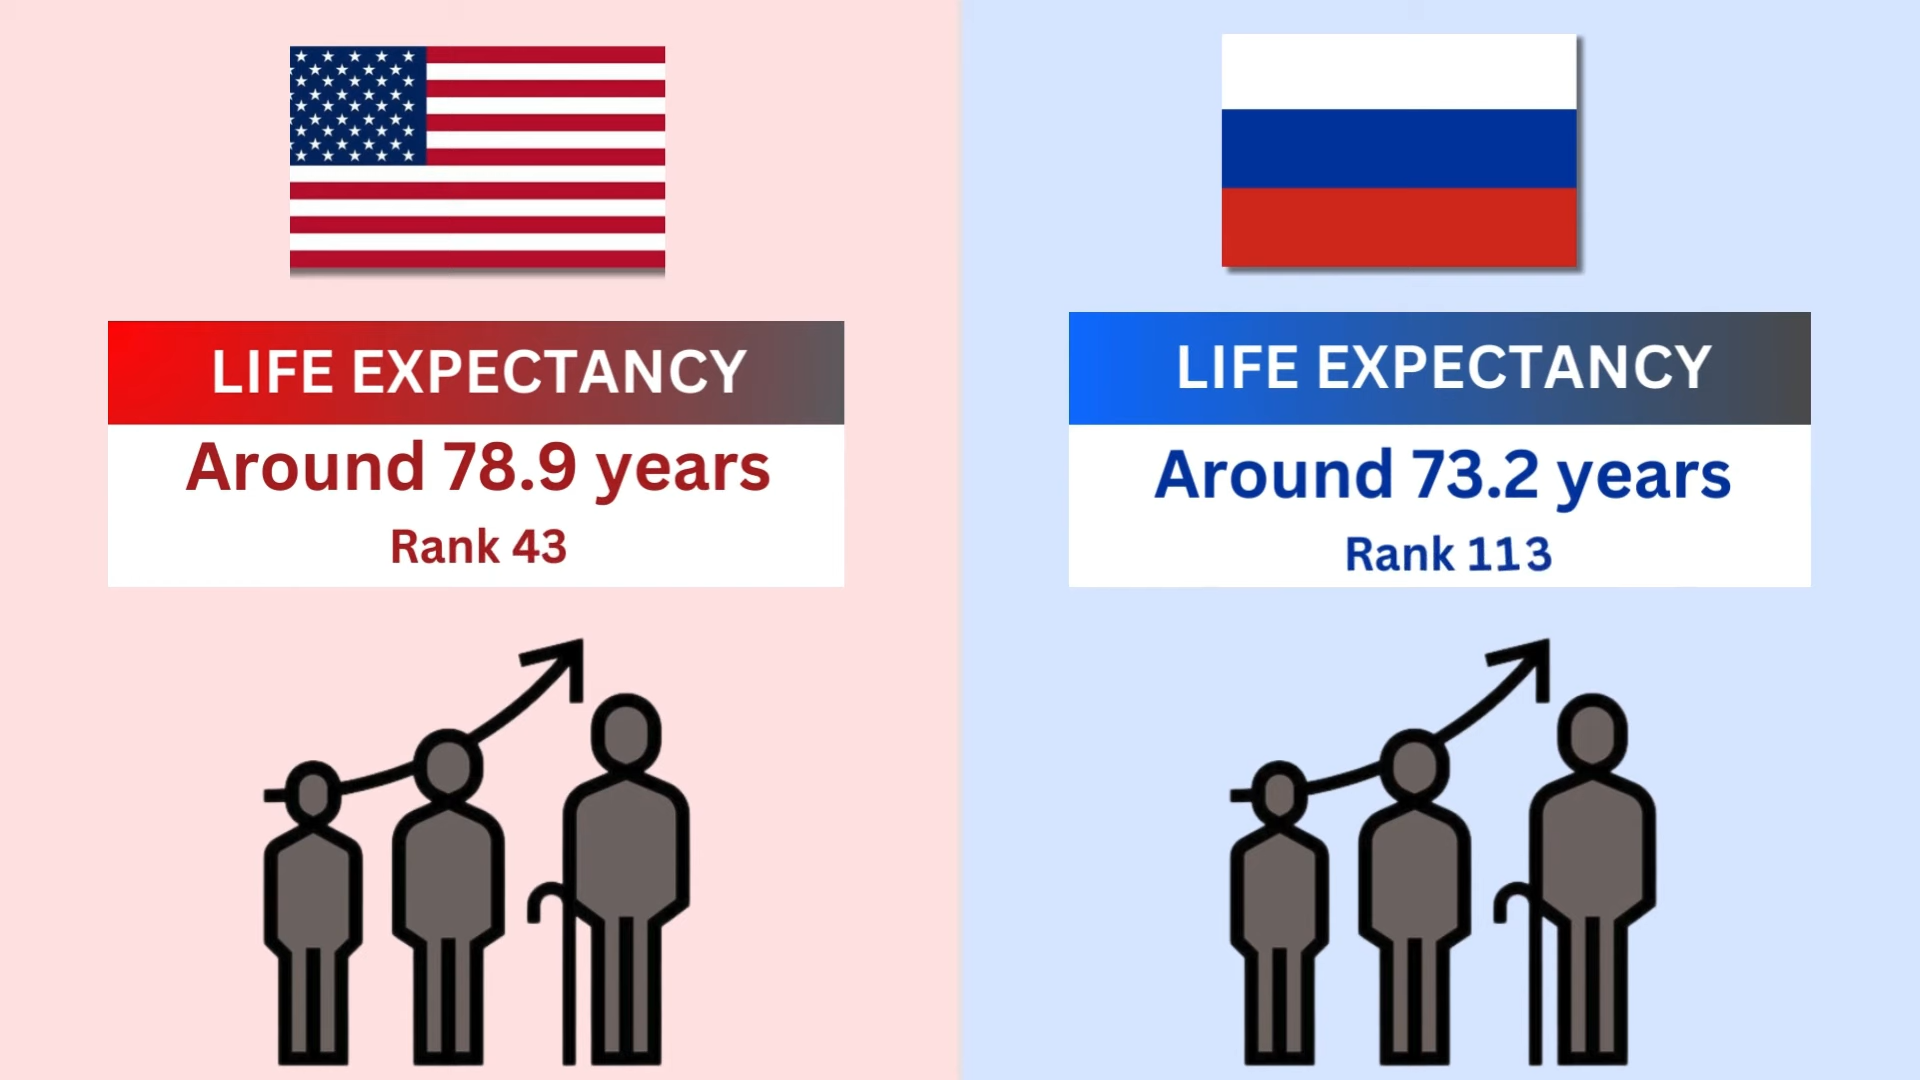 LIFE EXPECTANCY
Around 78.9 years
Rank 43
LIFE EXPECTANCY
Around 73.2 years
Rank 113